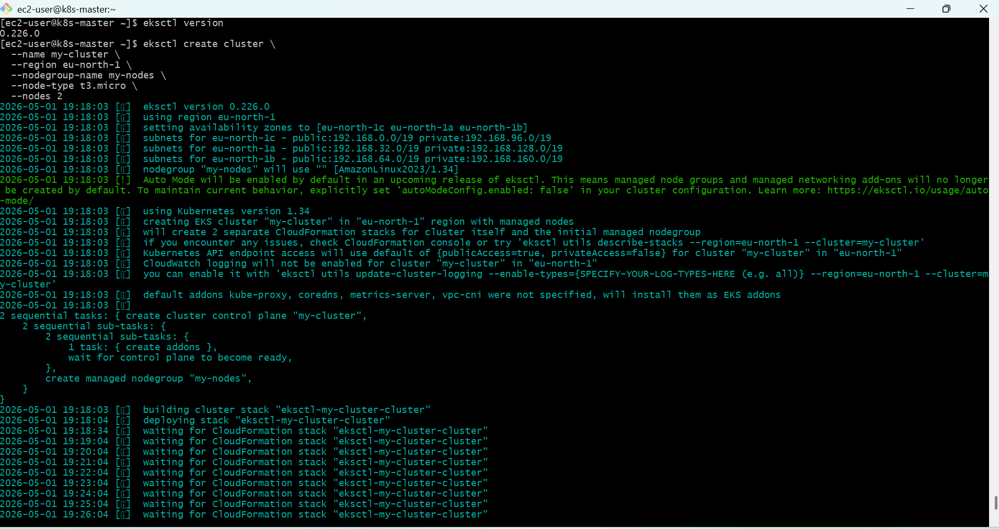 ec2-user@k8s-master:~
[ec2-user@k8s-master ~]$ eksctl version
0.226.0
[ec2-user@k8s-master ~]$ eksctl create cluster \
  --name my-cluster \
  --region eu-north-1 \
  --nodegroup-name my-nodes \
  --node-type t3.micro \
  --nodes 2
2026-05-01 19:18:03 [ℹ]  eksctl version 0.226.0
2026-05-01 19:18:03 [ℹ]  using region eu-north-1
2026-05-01 19:18:03 [ℹ]  setting availability zones to [eu-north-1c eu-north-1a eu-north-1b]
2026-05-01 19:18:03 [ℹ]  subnets for eu-north-1c - public:192.168.0.0/19 private:192.168.96.0/19
2026-05-01 19:18:03 [ℹ]  subnets for eu-north-1a - public:192.168.32.0/19 private:192.168.128.0/19
2026-05-01 19:18:03 [ℹ]  subnets for eu-north-1b - public:192.168.64.0/19 private:192.168.160.0/19
2026-05-01 19:18:03 [ℹ]  nodegroup "my-nodes" will use "" [AmazonLinux2023/1.34]
2026-05-01 19:18:03 [!]  Auto Mode will be enabled by default in an upcoming release of eksctl. This means managed node groups and managed networking add-ons will no longer
 be created by default. To maintain current behavior, explicitly set 'autoModeConfig.enabled: false' in your cluster configuration. Learn more: https://eksctl.io/usage/auto
-mode/
2026-05-01 19:18:03 [ℹ]  using Kubernetes version 1.34
2026-05-01 19:18:03 [ℹ]  creating EKS cluster "my-cluster" in "eu-north-1" region with managed nodes
2026-05-01 19:18:03 [ℹ]  will create 2 separate CloudFormation stacks for cluster itself and the initial managed nodegroup
2026-05-01 19:18:03 [ℹ]  if you encounter any issues, check CloudFormation console or try 'eksctl utils describe-stacks --region=eu-north-1 --cluster=my-cluster'
2026-05-01 19:18:03 [ℹ]  Kubernetes API endpoint access will use default of {publicAccess=true, privateAccess=false} for cluster "my-cluster" in "eu-north-1"
2026-05-01 19:18:03 [ℹ]  CloudWatch logging will not be enabled for cluster "my-cluster" in "eu-north-1"
2026-05-01 19:18:03 [ℹ]  you can enable it with 'eksctl utils update-cluster-logging --enable-types={SPECIFY-YOUR-LOG-TYPES-HERE (e.g. all)} --region=eu-north-1 --cluster=m
y-cluster'
2026-05-01 19:18:03 [ℹ]  default addons kube-proxy, coredns, metrics-server, vpc-cni were not specified, will install them as EKS addons
2026-05-01 19:18:03 [ℹ]
2 sequential tasks: { create cluster control plane "my-cluster",
    2 sequential sub-tasks: {
        2 sequential sub-tasks: {
            1 task: { create addons },
            wait for control plane to become ready,
        },
        create managed nodegroup "my-nodes",
    }
}
2026-05-01 19:18:03 [ℹ]  building cluster stack "eksctl-my-cluster-cluster"
2026-05-01 19:18:04 [ℹ]  deploying stack "eksctl-my-cluster-cluster"
2026-05-01 19:18:34 [ℹ]  waiting for CloudFormation stack "eksctl-my-cluster-cluster"
2026-05-01 19:19:04 [ℹ]  waiting for CloudFormation stack "eksctl-my-cluster-cluster"
2026-05-01 19:20:04 [ℹ]  waiting for CloudFormation stack "eksctl-my-cluster-cluster"
2026-05-01 19:21:04 [ℹ]  waiting for CloudFormation stack "eksctl-my-cluster-cluster"
2026-05-01 19:22:04 [ℹ]  waiting for CloudFormation stack "eksctl-my-cluster-cluster"
2026-05-01 19:23:04 [ℹ]  waiting for CloudFormation stack "eksctl-my-cluster-cluster"
2026-05-01 19:24:04 [ℹ]  waiting for CloudFormation stack "eksctl-my-cluster-cluster"
2026-05-01 19:25:04 [ℹ]  waiting for CloudFormation stack "eksctl-my-cluster-cluster"
2026-05-01 19:26:04 [ℹ]  waiting for CloudFormation stack "eksctl-my-cluster-cluster"